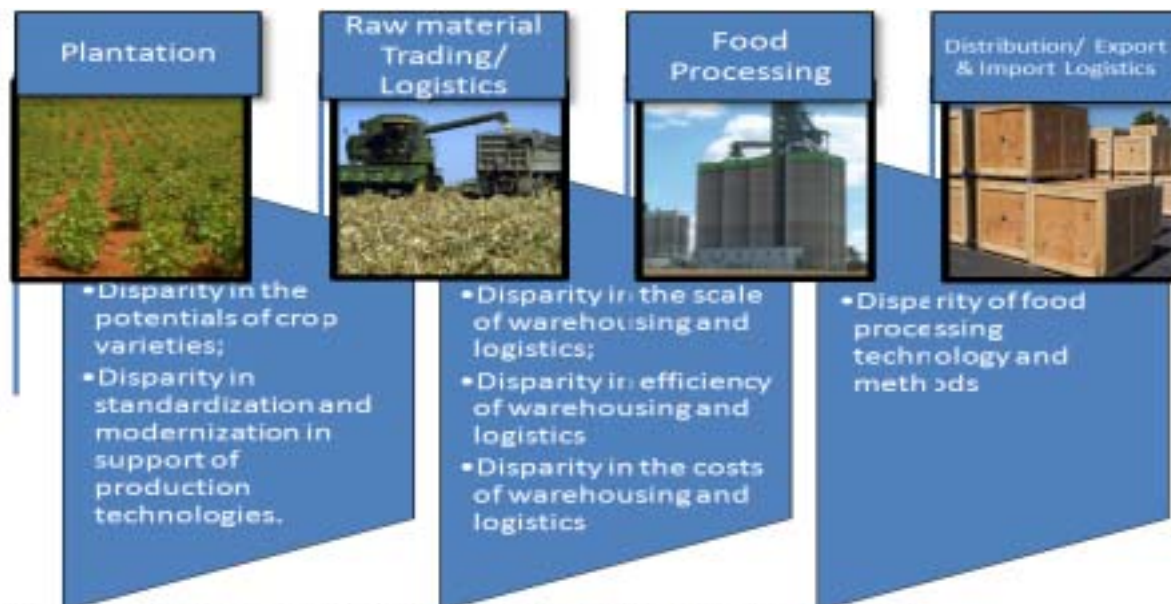 Plantation
Raw material
Trading/
Logistics
Food
Processing
Distribution/ Export
& Import Logistics
•Disparity in the
potentials of crop
varieties;
•Disparity in
standardization and
modernization in
support of
production
technologies.
•Disparity in the scale
of warehousing and
logistics;
•Disparity in efficiency
of warehousing and
logistics
•Disparity in the costs
of warehousing and
logistics
•Disparity of food
processing
technology and
methods